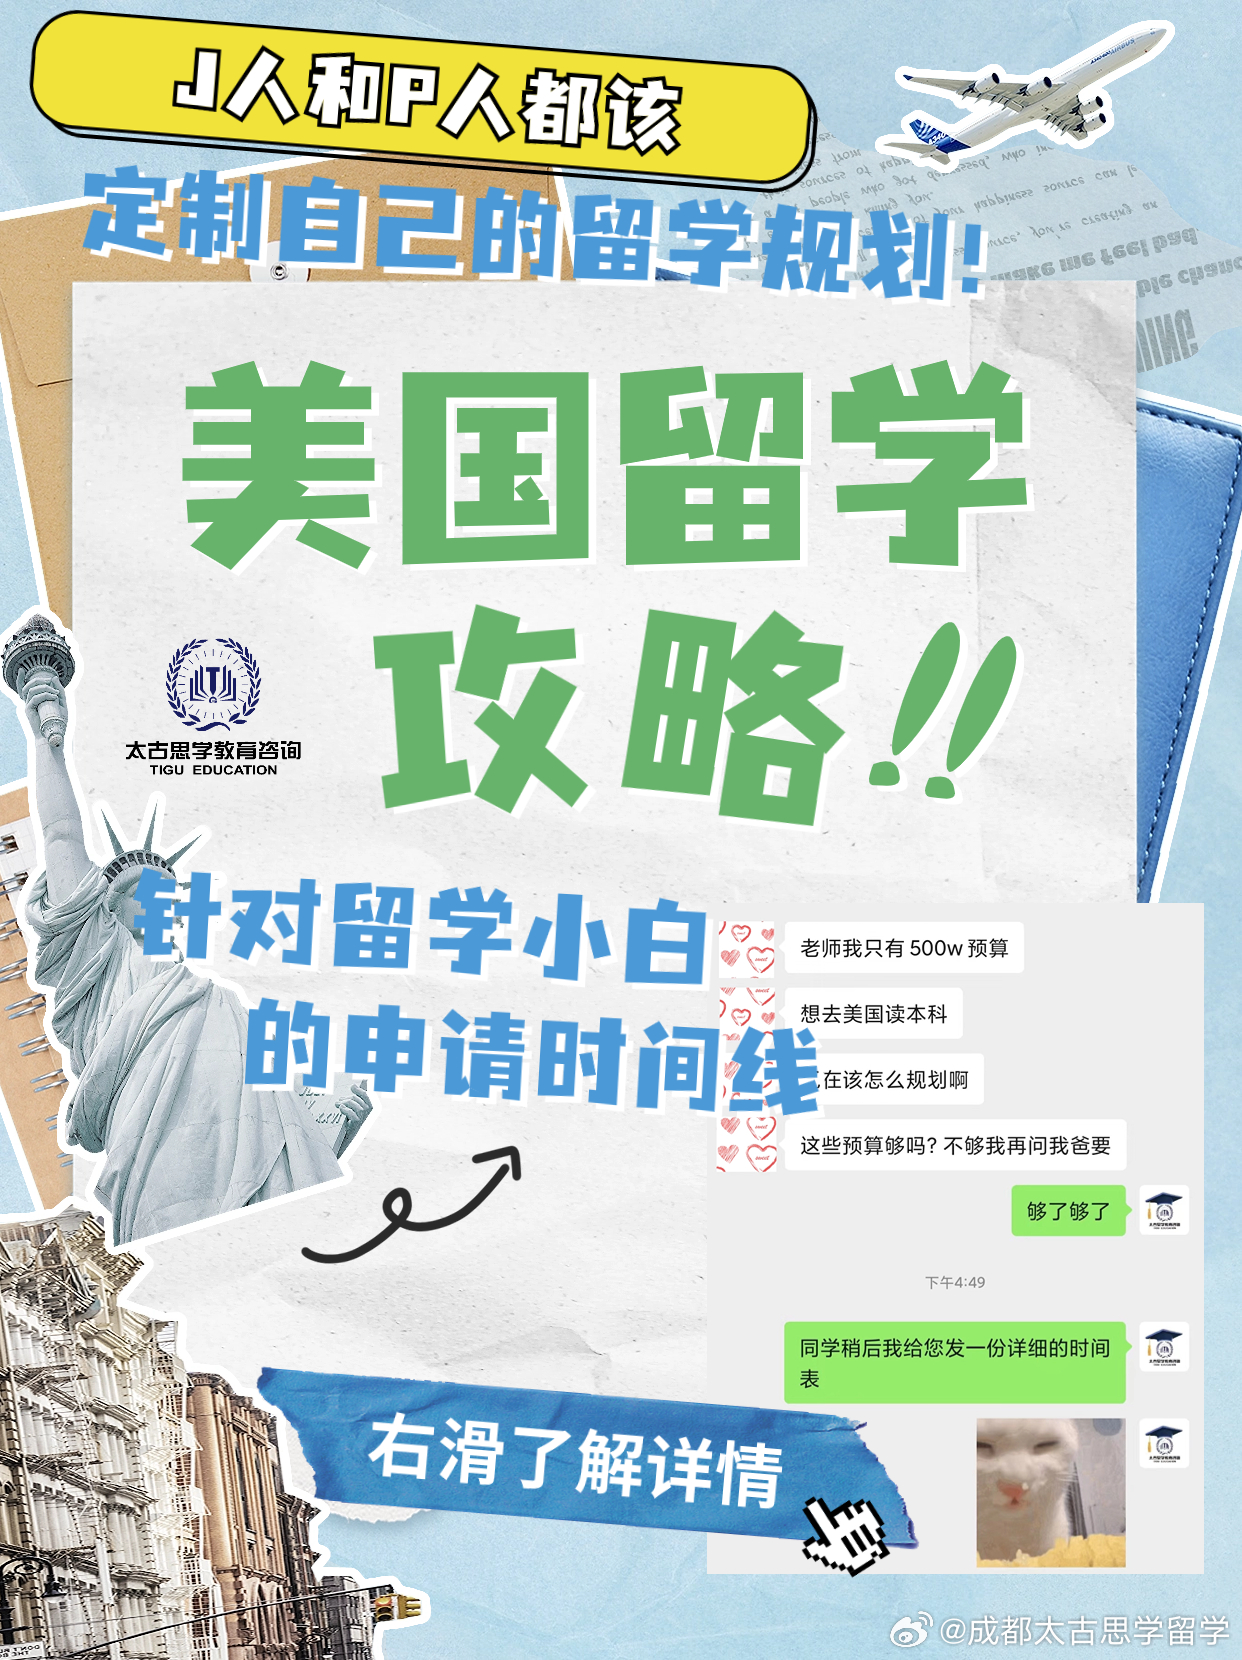 J人和P人都该
定制自己的留学规划!
美国留学
攻略!!
太古思学教育咨询
TIGU EDUCATION
针对留学小白
的申请时间线
老师我只有 500w 预算
想去美国读本科
在该怎么规划啊
这些预算够吗? 不够我再问我爸要
够了够了
下午4:49
同学稍后我给您发一份详细的时间
表
右滑了解详情
@成都太古思学留学